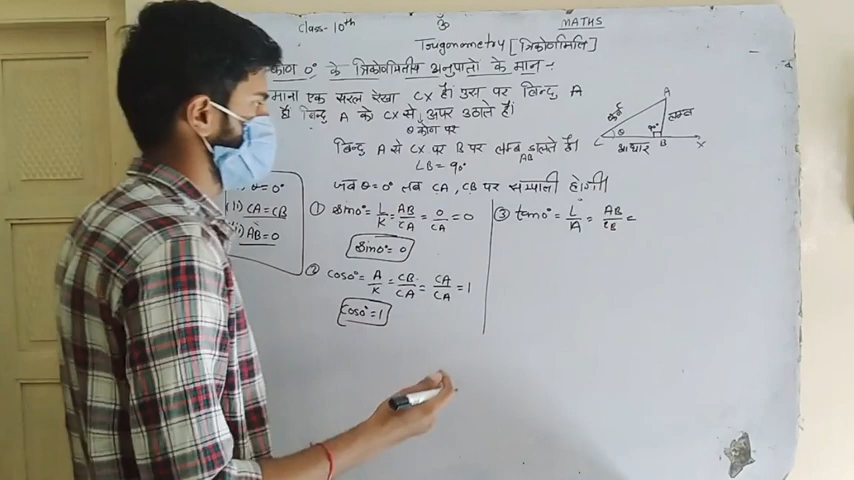 Class- 10th ॐ MATHS
Trigonometry [त्रिकोणमिति]
कोण 0° के त्रिकोणमितीय अनुपातों के मान :-
माना एक सरल रेखा CX है। इस पर बिन्दु A
है। बिन्दु A को CX से ऊपर उठाते हैं।
θ कोण पर
बिन्दु A से CX पर B पर लम्ब डालते हैं।
AB
∠B = 90°
जब θ=0° तब CA, CB पर सम्पाती होगी।
θ = 0°
(ii) CA = CB
AB = 0
① sin0° = L/K = AB/CA = 0/CA = 0
sin0° = 0
② cos0° = A/K = CB/CA = CA/CA = 1
cos0° = 1
③ tan0° = L/A = AB/CB =
A
कर्ण
लम्ब
θ
90°
C आधार B X